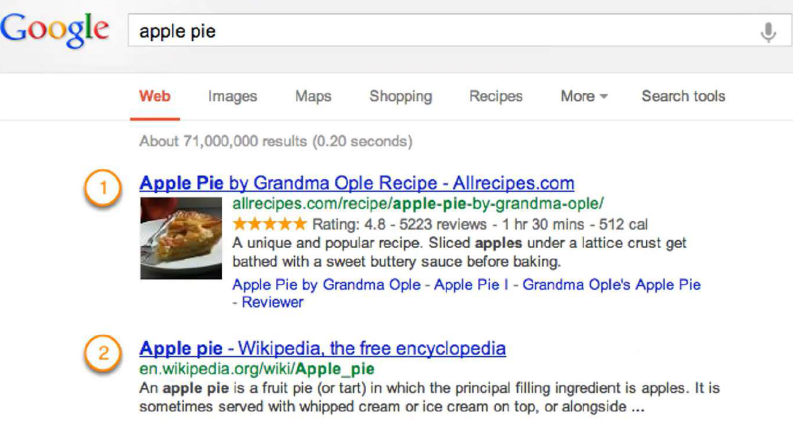 Google apple pie
Web Images Maps Shopping Recipes More Search tools
About 71,000,000 results (0.20 seconds)
1 Apple Pie by Grandma Ople Recipe - Allrecipes.com
allrecipes.com/recipe/apple-pie-by-grandma-ople/
★★★★★ Rating: 4.8 - 5223 reviews - 1 hr 30 mins - 512 cal
A unique and popular recipe. Sliced apples under a lattice crust get
bathed with a sweet buttery sauce before baking.
Apple Pie by Grandma Ople - Apple Pie I - Grandma Ople's Apple Pie
- Reviewer
2 Apple pie - Wikipedia, the free encyclopedia
en.wikipedia.org/wiki/Apple_pie
An apple pie is a fruit pie (or tart) in which the principal filling ingredient is apples. It is
sometimes served with whipped cream or ice cream on top, or alongside ...